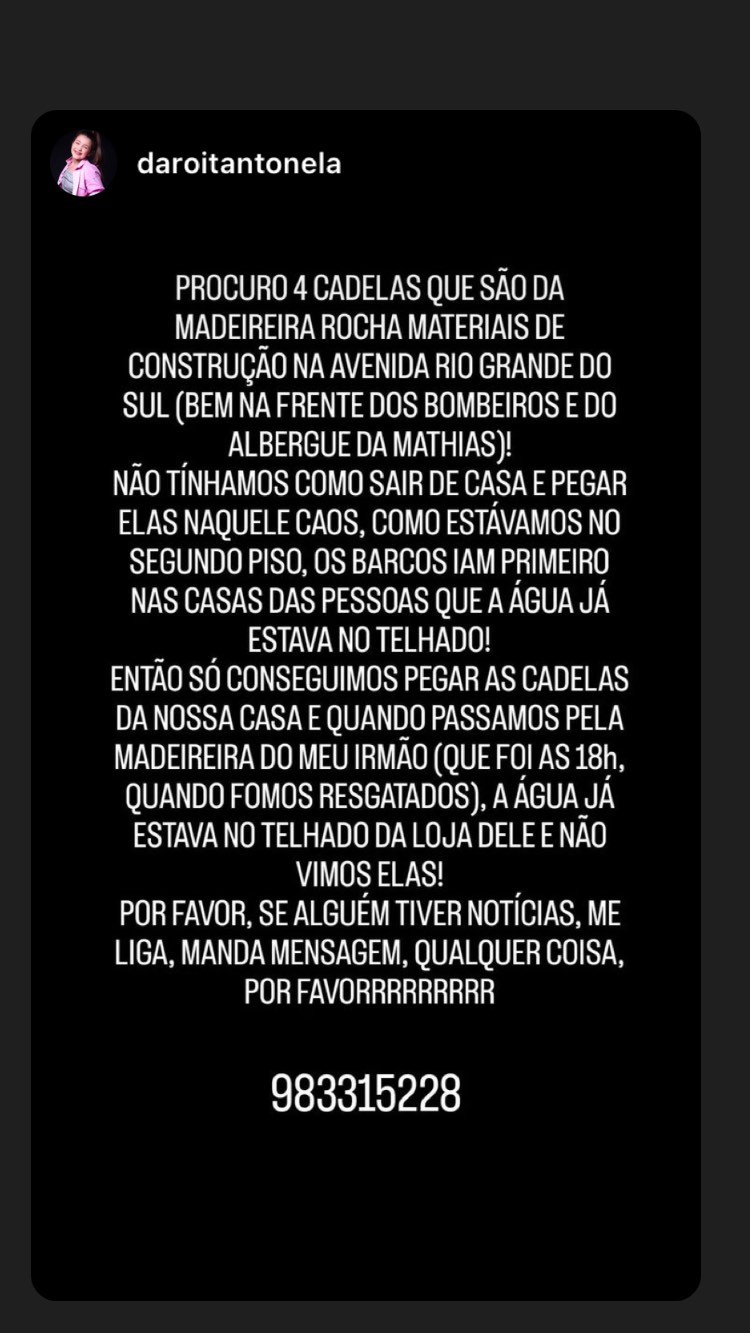 daroitantonela
PROCURO 4 CADELAS QUE SÃO DA
MADEIREIRA ROCHA MATERIAIS DE
CONSTRUÇÃO NA AVENIDA RIO GRANDE DO
SUL (BEM NA FRENTE DOS BOMBEIROS E DO
ALBERGUE DA MATHIAS)!
NÃO TÍNHAMOS COMO SAIR DE CASA E PEGAR
ELAS NAQUELE CAOS, COMO ESTÁVAMOS NO
SEGUNDO PISO, OS BARCOS IAM PRIMEIRO
NAS CASAS DAS PESSOAS QUE A ÁGUA JÁ
ESTAVA NO TELHADO!
ENTÃO SÓ CONSEGUIMOS PEGAR AS CADELAS
DA NOSSA CASA E QUANDO PASSAMOS PELA
MADEIREIRA DO MEU IRMÃO (QUE FOI AS 18h,
QUANDO FOMOS RESGATADOS), A ÁGUA JÁ
ESTAVA NO TELHADO DA LOJA DELE E NÃO
VIMOS ELAS!
POR FAVOR, SE ALGUÉM TIVER NOTÍCIAS, ME
LIGA, MANDA MENSAGEM, QUALQUER COISA,
POR FAVORRRRRRRRR
983315228